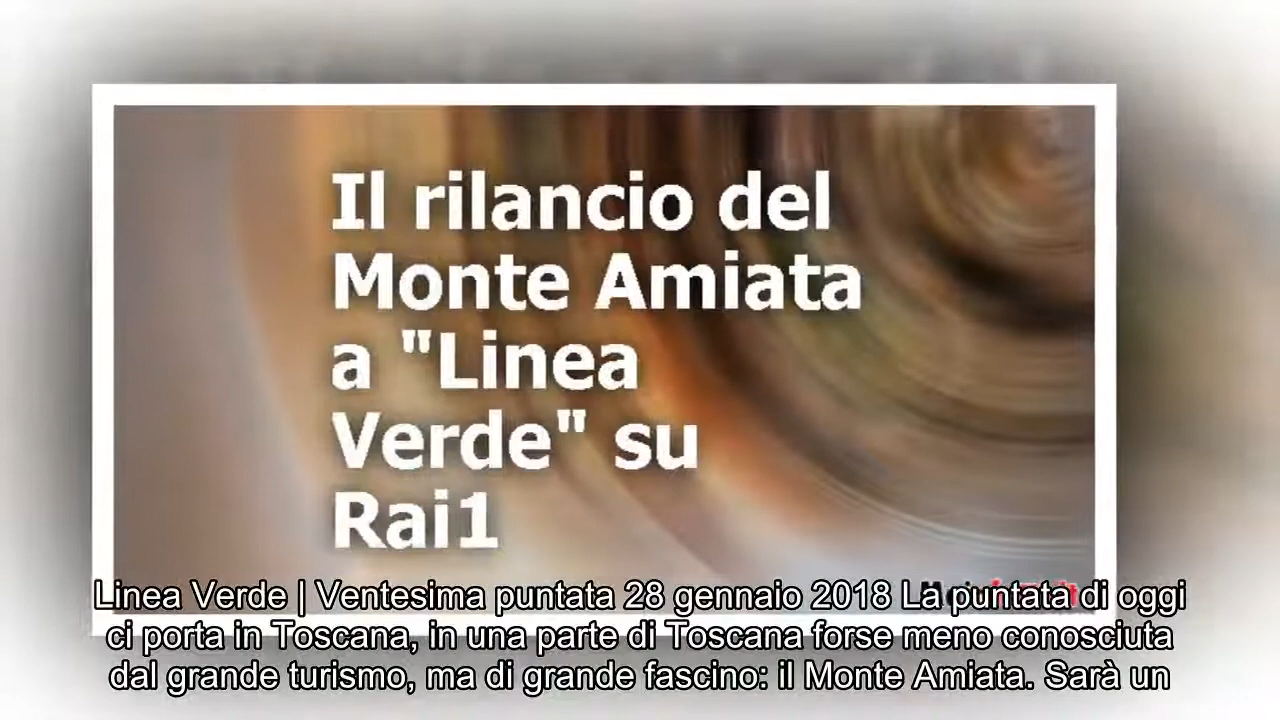 Il rilancio del
Monte Amiata
a "Linea
Verde" su
Rai1
Linea Verde | Ventesima puntata 28 gennaio 2018 La puntata di oggi
ci porta in Toscana, in una parte di Toscana forse meno conosciuta
dal grande turismo, ma di grande fascino: il Monte Amiata. Sarà un